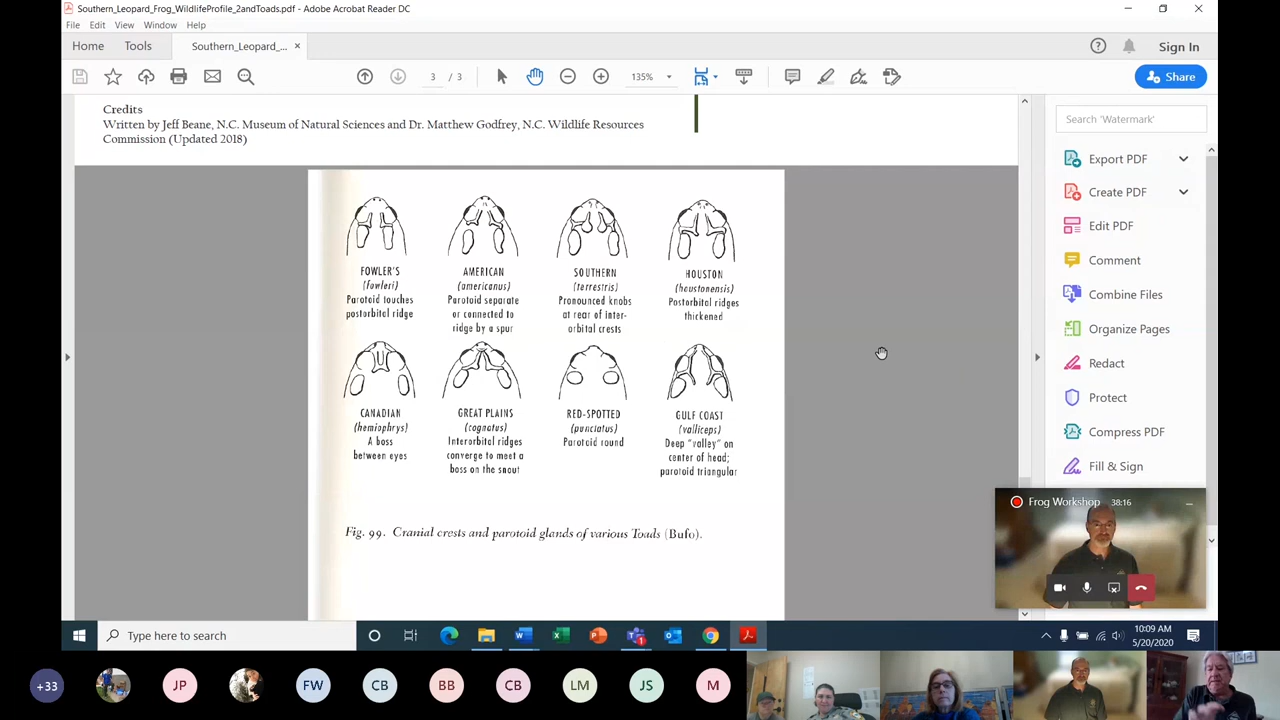 Southern_Leopard_Frog_WildlifeProfile_2andToads.pdf - Adobe Acrobat Reader DC
File Edit View Window Help
Home Tools Southern_Leopard_... × Sign In
3 / 3 135% Share
Credits
Written by Jeff Beane, N.C. Museum of Natural Sciences and Dr. Matthew Godfrey, N.C. Wildlife Resources
Commission (Updated 2018)
FOWLER'S
(fowleri)
Parotoid touches
postorbital ridge
AMERICAN
(americanus)
Parotoid separate
or connected to
ridge by a spur
SOUTHERN
(terrestris)
Pronounced knobs
at rear of inter-
orbital crests
HOUSTON
(houstonensis)
Postorbital ridges
thickened
CANADIAN
(hemiophrys)
A boss
between eyes
GREAT PLAINS
(cognatus)
Interorbital ridges
converge to meet a
boss on the snout
RED-SPOTTED
(punctatus)
Parotoid round
GULF COAST
(valliceps)
Deep "valley" on
center of head;
parotoid triangular
Fig. 99. Cranial crests and parotoid glands of various Toads (Bufo).
Search 'Watermark'
Export PDF
Create PDF
Edit PDF
Comment
Combine Files
Organize Pages
Redact
Protect
Compress PDF
Fill & Sign
Frog Workshop 38:16
Type here to search
10:09 AM
5/20/2020
+33 JP FW CB BB CB LM JS M